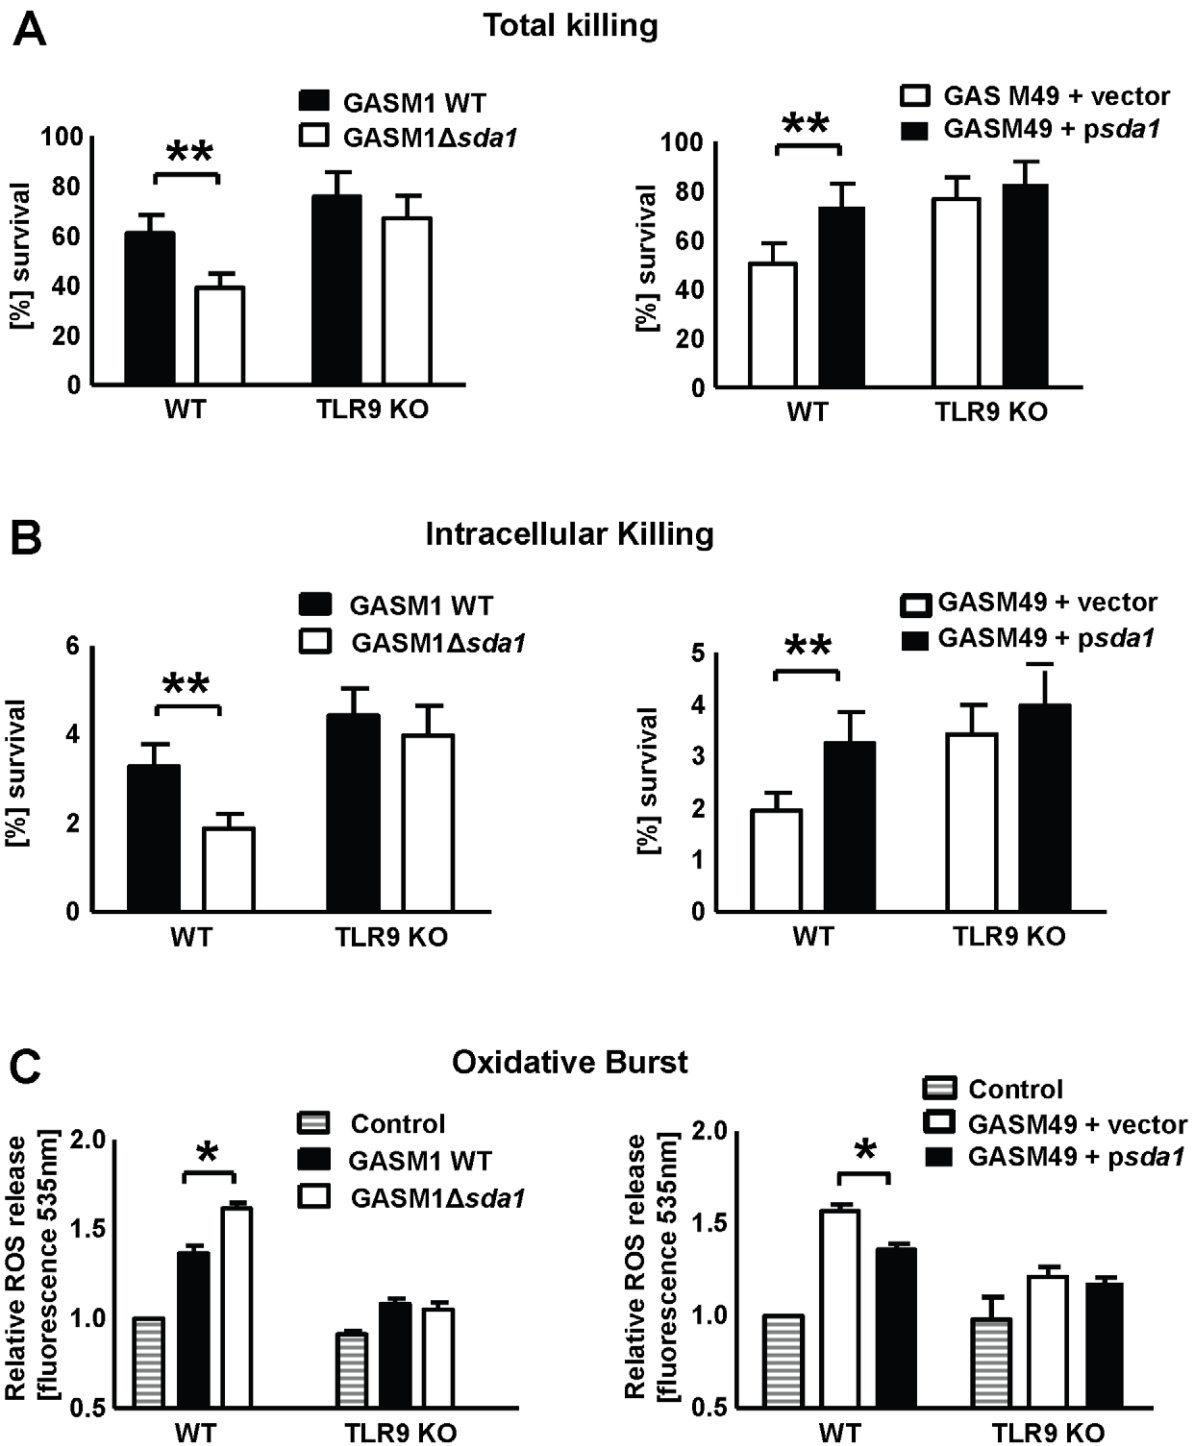 A
Total killing
GASM1 WT
GASM1Δsda1
[%] survival
100
80
60
40
20
0
**
WT
TLR9 KO
GAS M49 + vector
GASM49 + psda1
[%] survival
100
80
60
40
20
0
**
WT
TLR9 KO
B
Intracellular Killing
GASM1 WT
GASM1Δsda1
[%] survival
6
4
2
0
**
WT
TLR9 KO
GASM49 + vector
GASM49 + psda1
[%] survival
5
4
3
2
1
0
**
WT
TLR9 KO
C
Oxidative Burst
Control
GASM1 WT
GASM1Δsda1
Relative ROS release
[fluorescence 535nm]
2.0
1.5
1.0
0.5
*
WT
TLR9 KO
Control
GASM49 + vector
GASM49 + psda1
Relative ROS release
[fluorescence 535nm]
2.0
1.5
1.0
0.5
*
WT
TLR9 KO